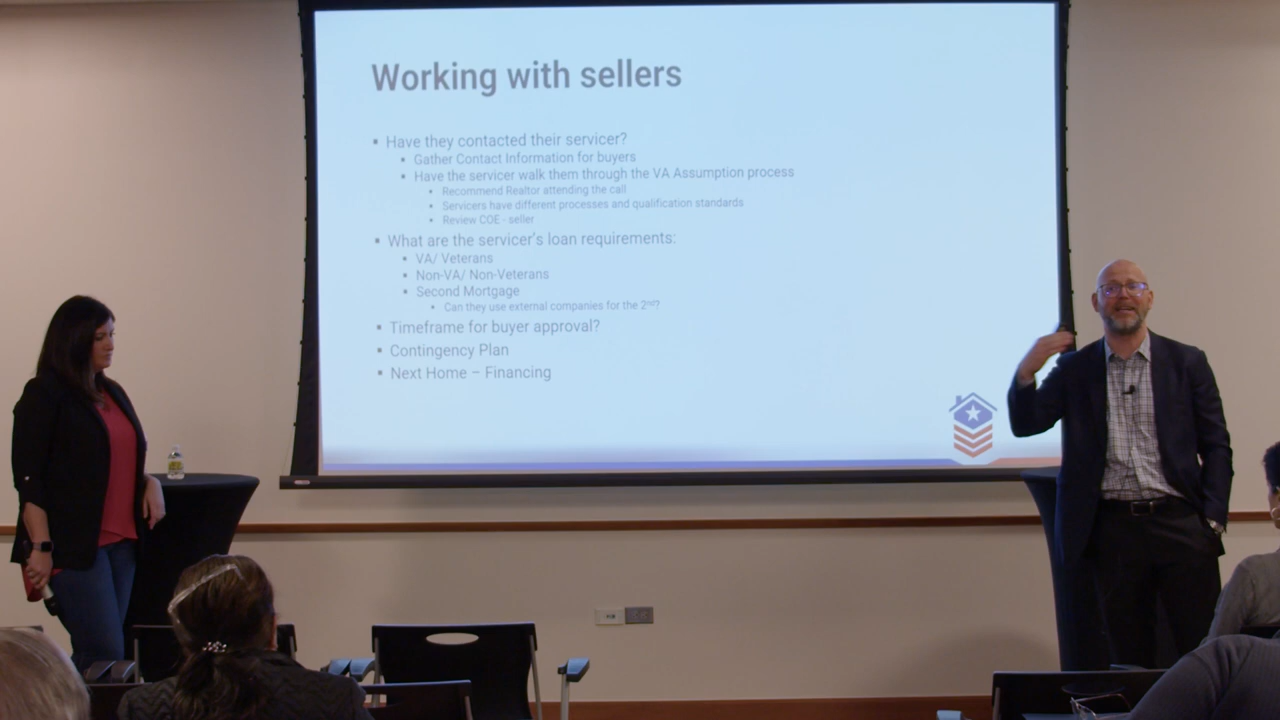 Working with sellers
▪ Have they contacted their servicer?
▪ Gather Contact Information for buyers
▪ Have the servicer walk them through the VA Assumption process
▪ Recommend Realtor attending the call
▪ Servicers have different processes and qualification standards
▪ Review COE - seller
▪ What are the servicer's loan requirements:
▪ VA/ Veterans
▪ Non-VA/ Non-Veterans
▪ Second Mortgage
▪ Can they use external companies for the 2nd?
▪ Timeframe for buyer approval?
▪ Contingency Plan
▪ Next Home – Financing